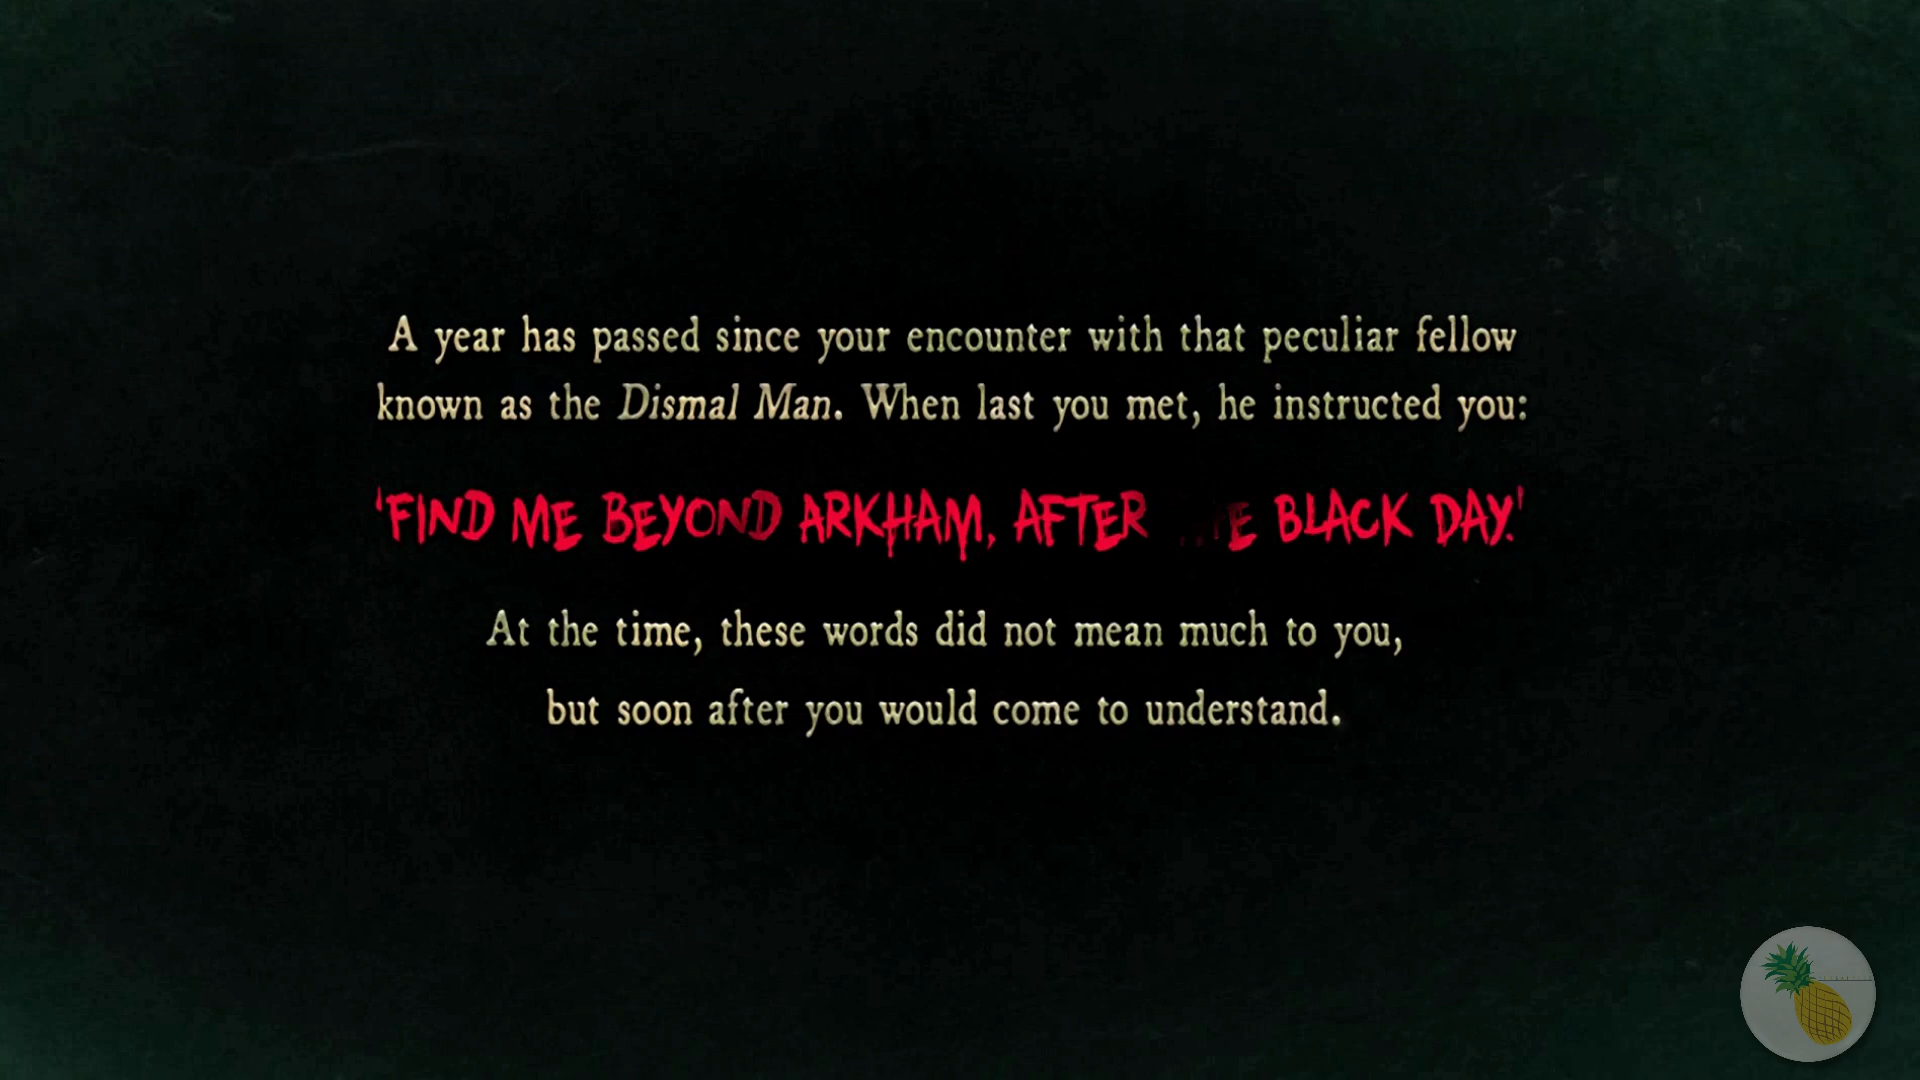 A year has passed since your encounter with that peculiar fellow
known as the Dismal Man. When last you met, he instructed you:
'FIND ME BEYOND ARKHAM, AFTER THE BLACK DAY.'
At the time, these words did not mean much to you,
but soon after you would come to understand.